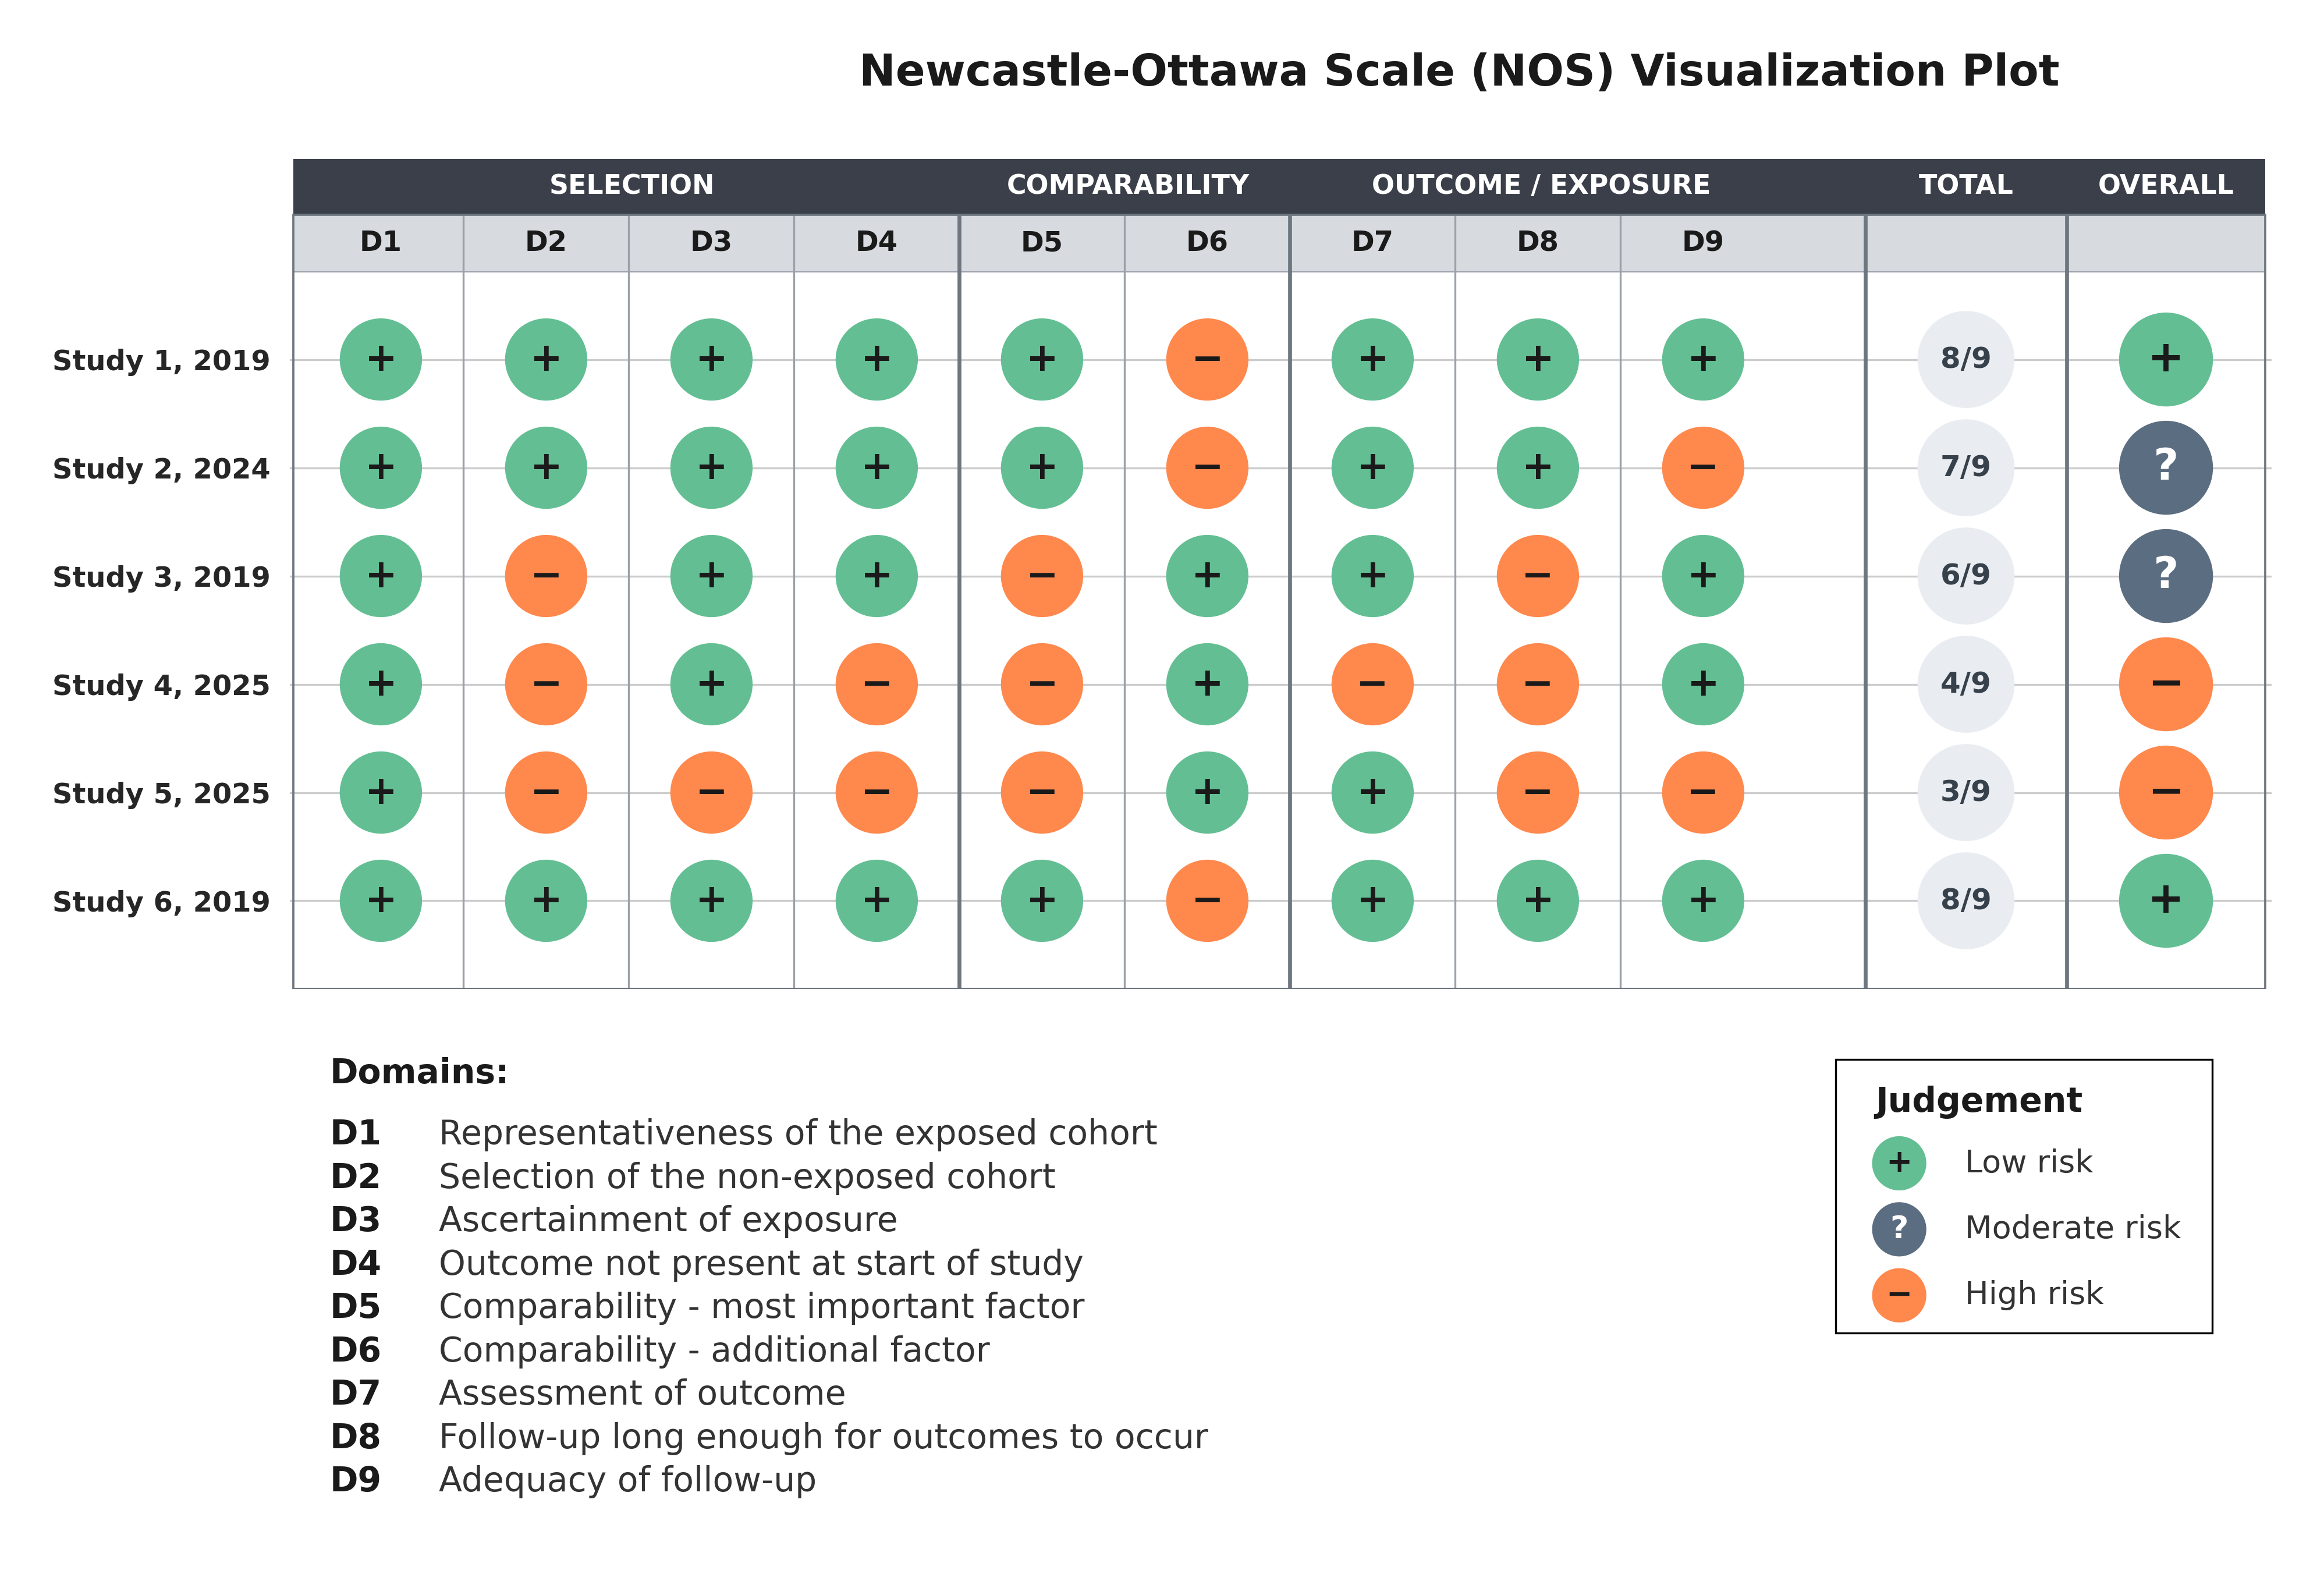 Newcastle-Ottawa Scale (NOS) Visualization Plot
SELECTION COMPARABILITY OUTCOME / EXPOSURE TOTAL OVERALL
D1 D2 D3 D4 D5 D6 D7 D8 D9
Study 1, 2019 + + + + + − + + + 8/9 +
Study 2, 2024 + + + + + − + + − 7/9 ?
Study 3, 2019 + − + + − + + − + 6/9 ?
Study 4, 2025 + − + − − + − − + 4/9 −
Study 5, 2025 + − − − − + + − − 3/9 −
Study 6, 2019 + + + + + − + + + 8/9 +
Domains:
D1 Representativeness of the exposed cohort
D2 Selection of the non-exposed cohort
D3 Ascertainment of exposure
D4 Outcome not present at start of study
D5 Comparability - most important factor
D6 Comparability - additional factor
D7 Assessment of outcome
D8 Follow-up long enough for outcomes to occur
D9 Adequacy of follow-up
Judgement
+ Low risk
? Moderate risk
− High risk